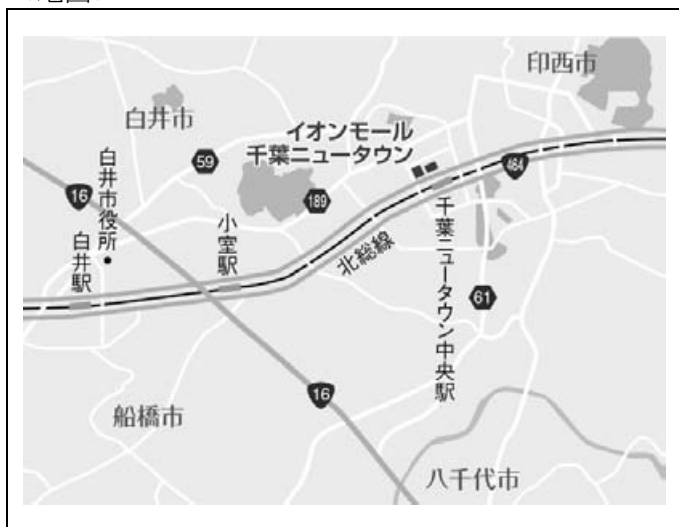 印西市
白井市
イオンモール
千葉ニュータウン
59
189
464
16
白井市役所
白井駅
小室駅
北総線
千葉ニュータウン中央駅
61
16
船橋市
八千代市